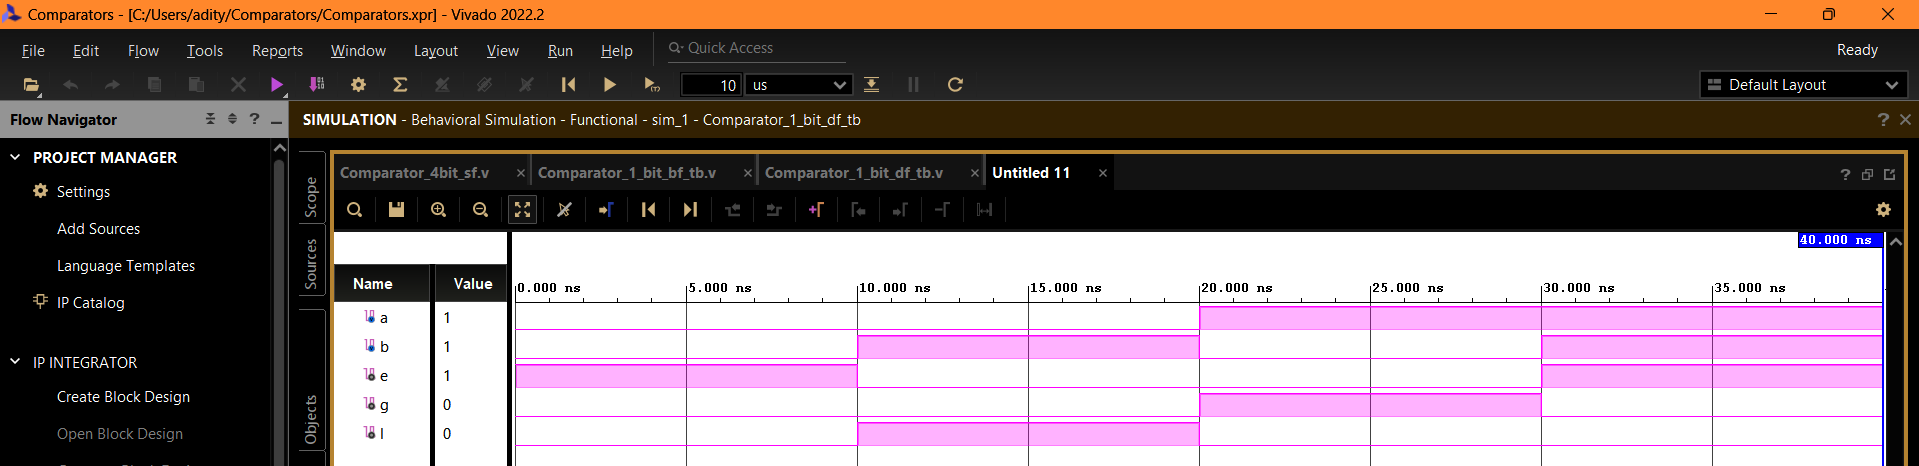 Comparators - [C:/Users/adity/Comparators/Comparators.xpr] - Vivado 2022.2
File Edit Flow Tools Reports Window Layout View Run Help Quick Access Ready
10 us Default Layout
Flow Navigator ? SIMULATION - Behavioral Simulation - Functional - sim_1 - Comparator_1_bit_df_tb ?
PROJECT MANAGER
Settings
Add Sources
Language Templates
IP Catalog
IP INTEGRATOR
Create Block Design
Open Block Design
Scope
Sources
Objects
Comparator_4bit_sf.v Comparator_1_bit_bf_tb.v Comparator_1_bit_df_tb.v Untitled 11 ?
40.000 ns
Name Value
0.000 ns 5.000 ns 10.000 ns 15.000 ns 20.000 ns 25.000 ns 30.000 ns 35.000 ns
a 1
b 1
e 1
g 0
l 0